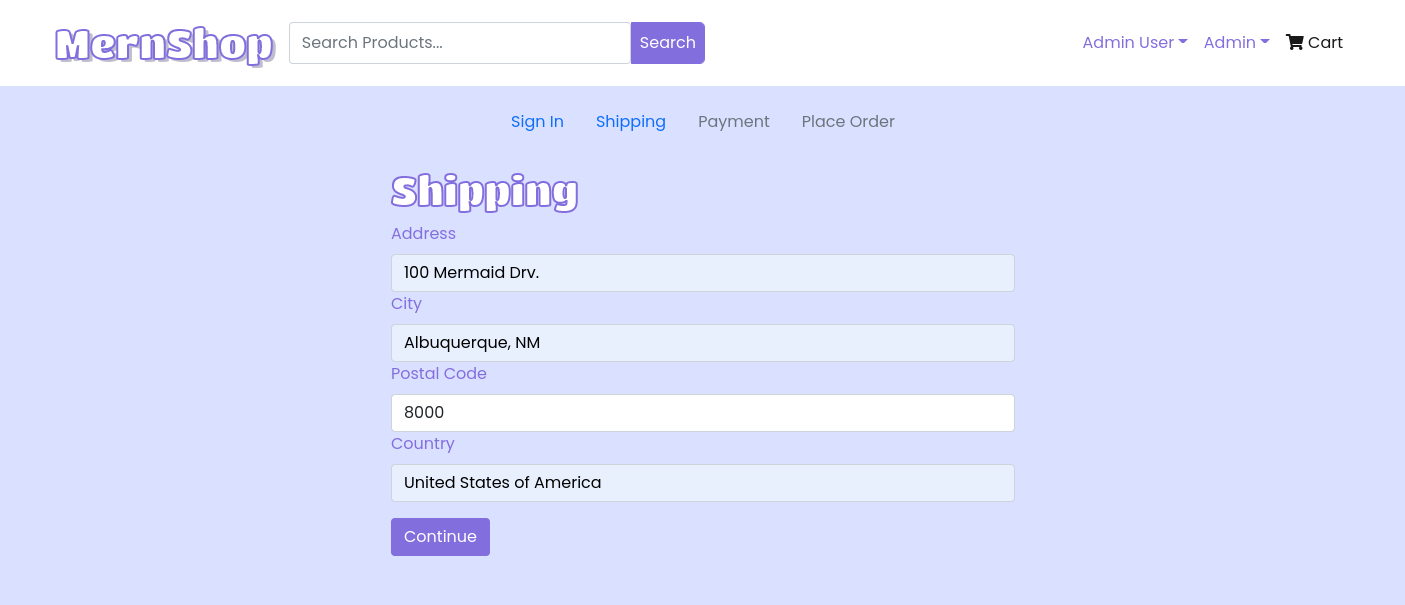 MernShop Search Products... Search Admin User Admin Cart
Sign In Shipping Payment Place Order
Shipping
Address
100 Mermaid Drv.
City
Albuquerque, NM
Postal Code
8000
Country
United States of America
Continue